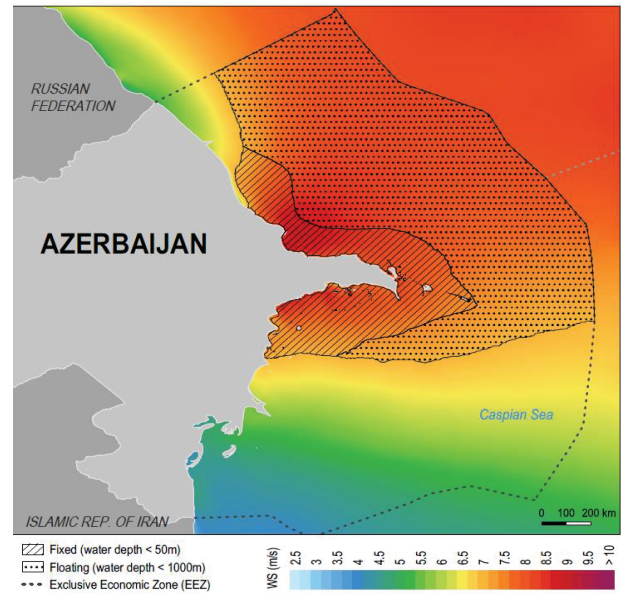 RUSSIAN
FEDERATION
AZERBAIJAN
Caspian Sea
ISLAMIC REP. OF IRAN
0 100 200 km
Fixed (water depth < 50m)
Floating (water depth < 1000m)
Exclusive Economic Zone (EEZ)
WS (m/s)
2.5
3
3.5
4
4.5
5
5.5
6
6.5
7
7.5
8
8.5
9
9.5
> 10